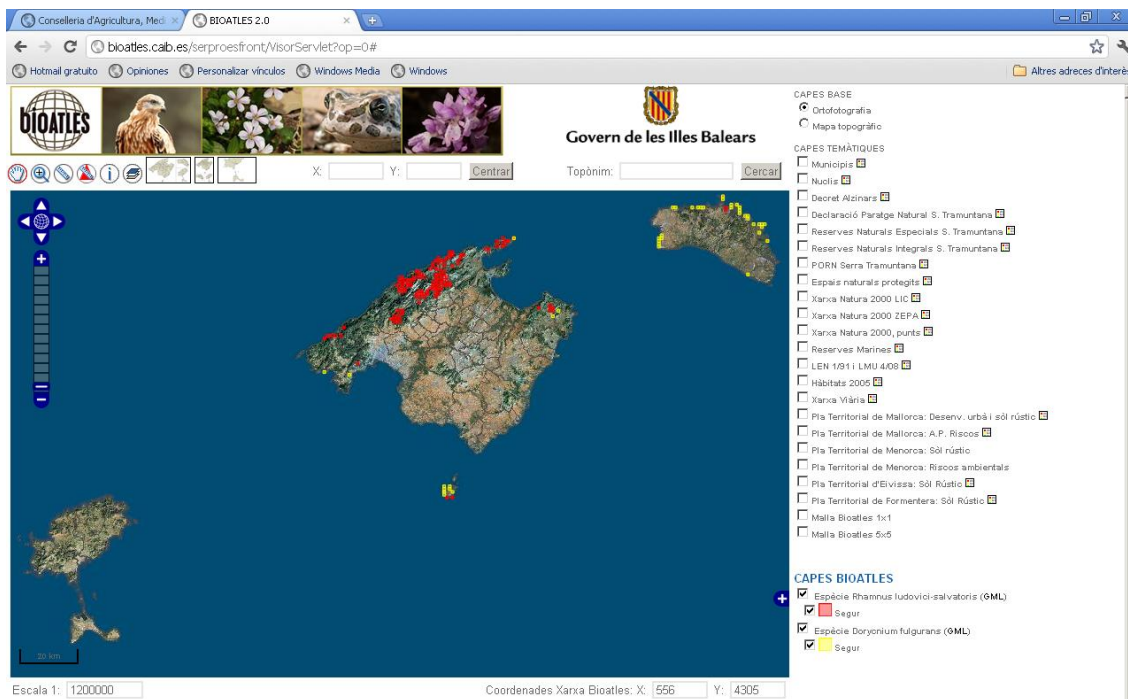 Conselleria d'Agricultura, Medi
BIOATLES 2.0
bioatles.caib.es/serproesfront/VisorServlet?op=0#
Hotmail gratuito Opiniones Personalizar vínculos Windows Media Windows Altres adreces d'interès
bioatles
Govern de les Illes Balears
X: Y: Centrar Topònim: Cercar
CAPES BASE
Ortofotografia
Mapa topogràfic
CAPES TEMÀTIQUES
Municipis
Nuclis
Decret Alzinars
Declaració Paratge Natural S. Tramuntana
Reserves Naturals Especials S. Tramuntana
Reserves Naturals Integrals S. Tramuntana
PORN Serra Tramuntana
Espais naturals protegits
Xarxa Natura 2000 LIC
Xarxa Natura 2000 ZEPA
Xarxa Natura 2000, punts
Reserves Marines
LEN 1/91 i LMU 4/08
Hàbitats 2005
Xarxa Viària
Pla Territorial de Mallorca: Desenv. urbà i sòl rústic
Pla Territorial de Mallorca: A.P. Riscos
Pla Territorial de Menorca: Sòl rústic
Pla Territorial de Menorca: Riscos ambientals
Pla Territorial d'Eivissa: Sòl Rústic
Pla Territorial de Formentera: Sòl Rústic
Malla Bioatles 1x1
Malla Bioatles 5x5
CAPES BIOATLES
Espècie Rhamnus ludovici-salvatoris (GML)
Segur
Espècie Dorycnium fulgurans (GML)
Segur
20 km
Escala 1: 1200000 Coordenades Xarxa Bioatles: X: 556 Y: 4305